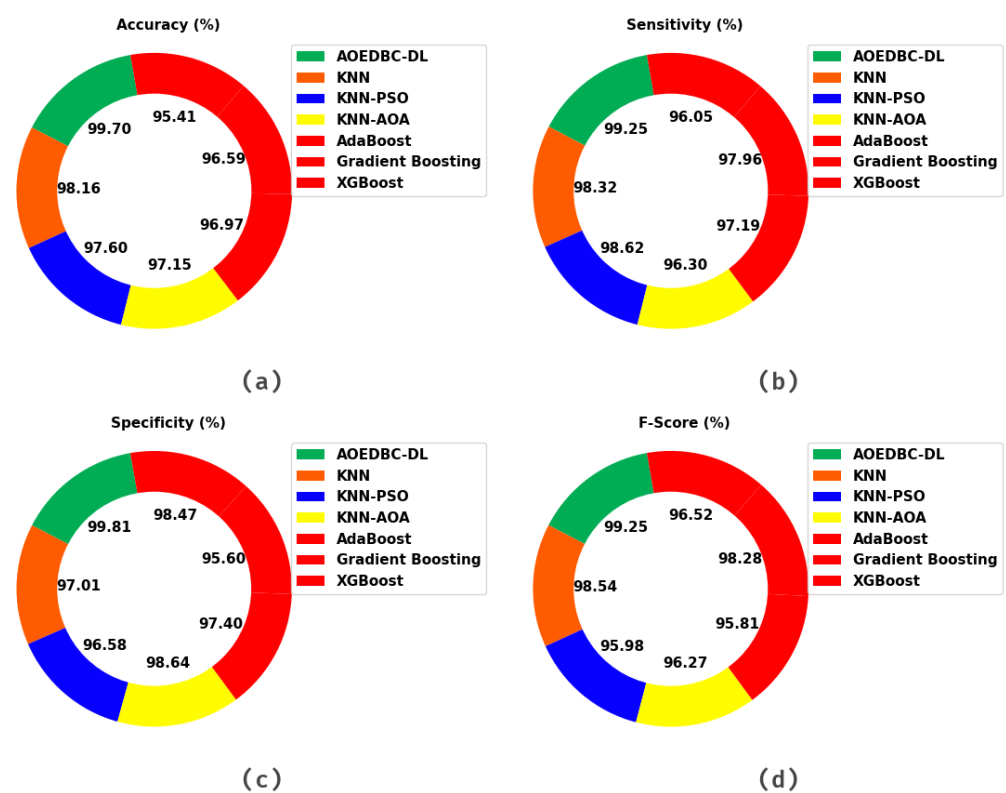 Accuracy (%)
AOEDBC-DL
KNN
KNN-PSO
KNN-AOA
AdaBoost
Gradient Boosting
XGBoost
99.70
95.41
96.59
98.16
96.97
97.60
97.15
(a)
Sensitivity (%)
AOEDBC-DL
KNN
KNN-PSO
KNN-AOA
AdaBoost
Gradient Boosting
XGBoost
99.25
96.05
97.96
98.32
97.19
98.62
96.30
(b)
Specificity (%)
AOEDBC-DL
KNN
KNN-PSO
KNN-AOA
AdaBoost
Gradient Boosting
XGBoost
99.81
98.47
95.60
97.01
97.40
96.58
98.64
(c)
F-Score (%)
AOEDBC-DL
KNN
KNN-PSO
KNN-AOA
AdaBoost
Gradient Boosting
XGBoost
99.25
96.52
98.28
98.54
95.81
95.98
96.27
(d)